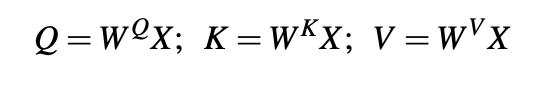 Q = W^Q X; K = W^K X; V = W^V X